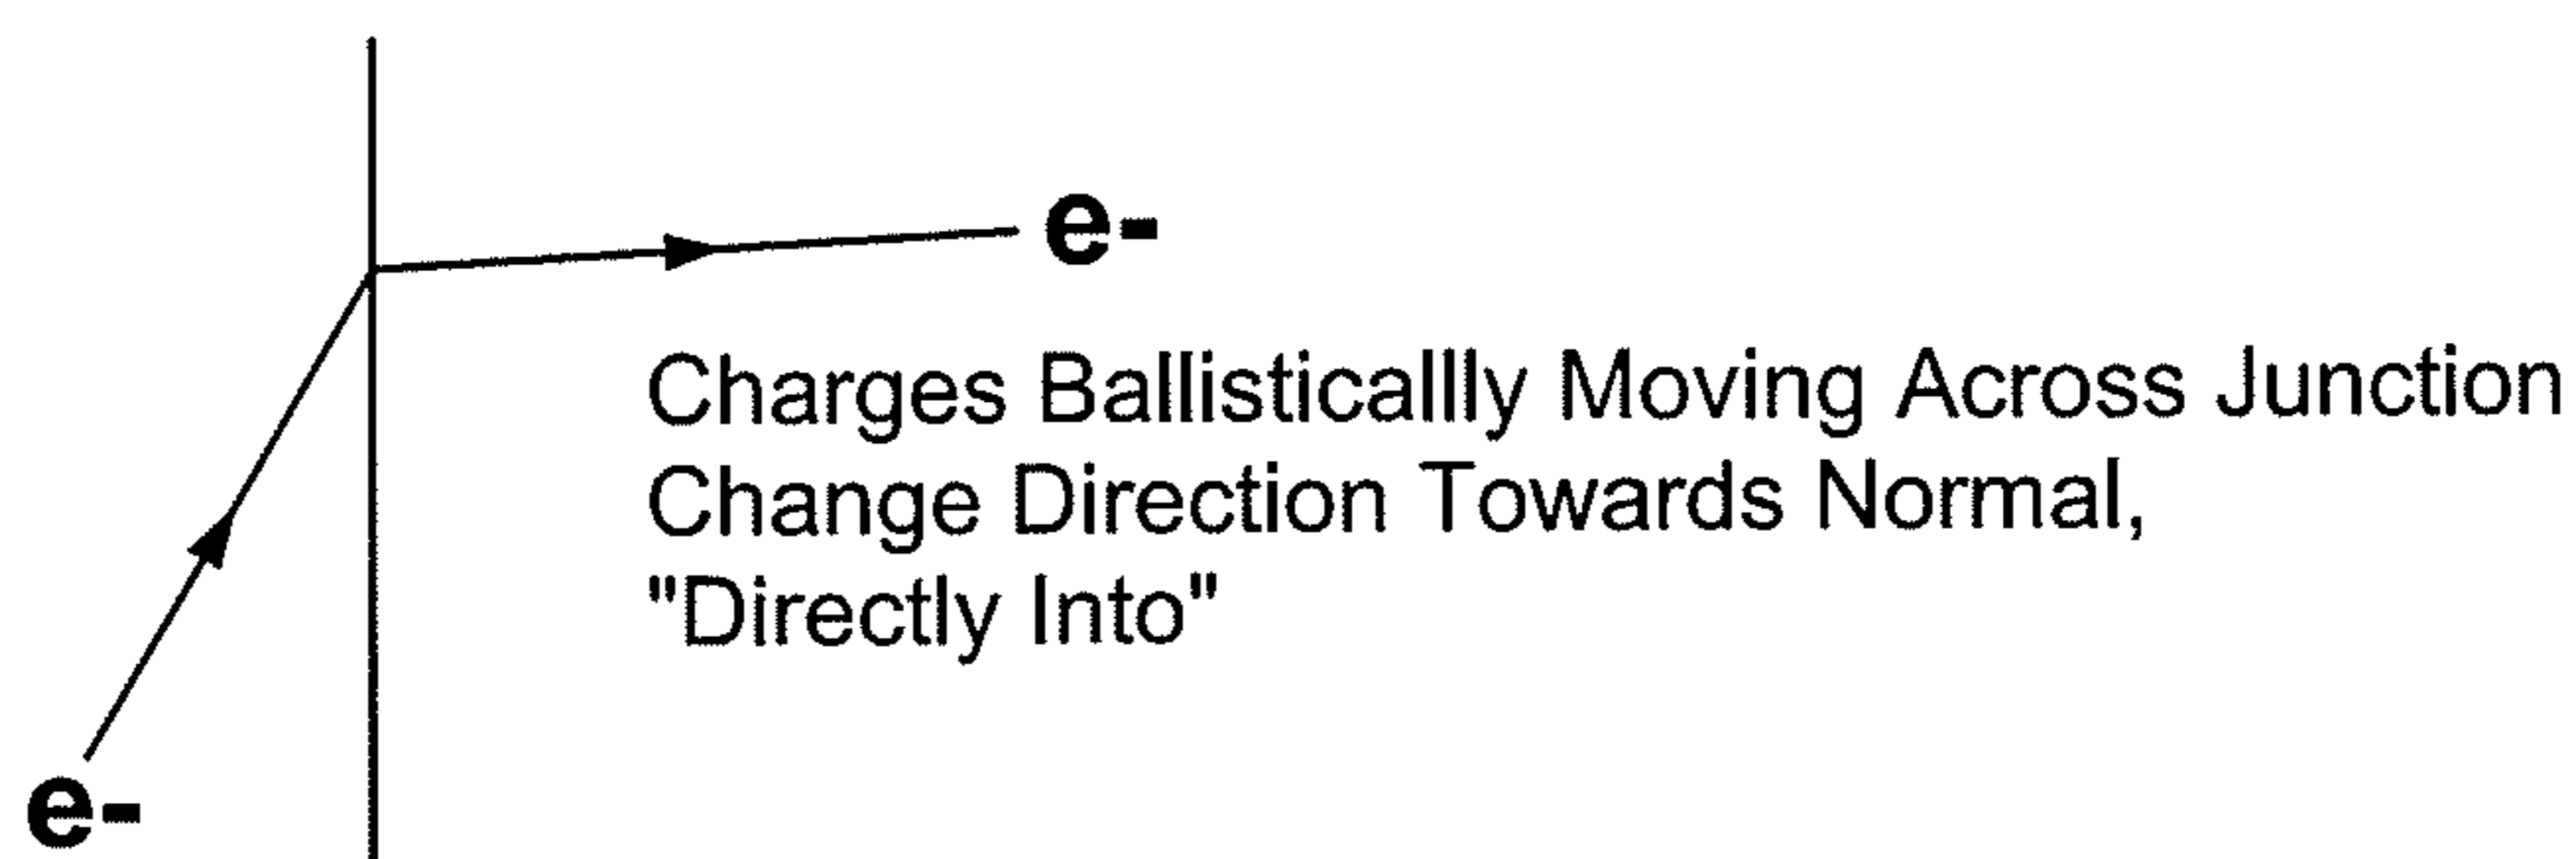 e-
Charges Ballisticallly Moving Across Junction
Change Direction Towards Normal,
"Directly Into"
e-